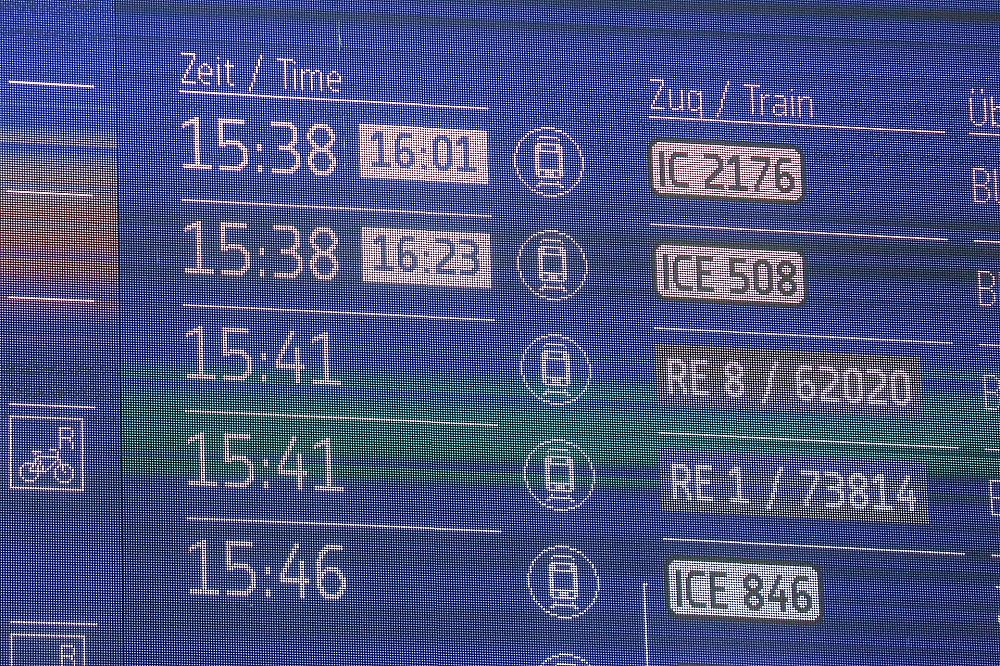 Zeit / Time Zug / Train
15:38 16:01 IC 2176
15:38 16:23 ICE 508
15:41 RE 8 / 62020
R
15:41 RE 1 / 73814
15:46 ICE 846
R